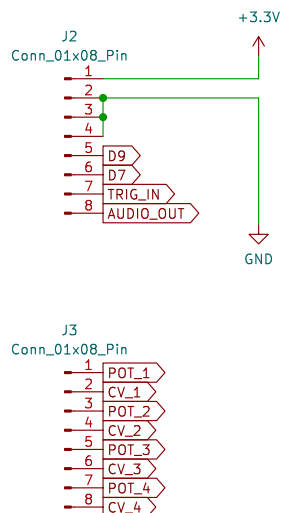 +3.3V
J2
Conn_01x08_Pin
1
2
3
4
5 D9
6 D7
7 TRIG_IN
8 AUDIO_OUT
GND
J3
Conn_01x08_Pin
1 POT_1
2 CV_1
3 POT_2
4 CV_2
5 POT_3
6 CV_3
7 POT_4
8 CV_4